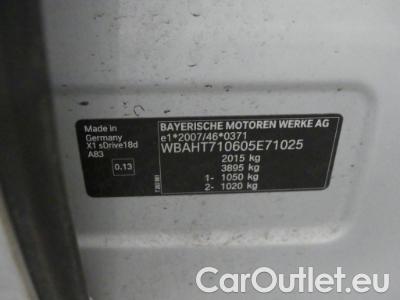 Made in
Germany
X1 sDrive18d
A83
0.13
BAYERISCHE MOTOREN WERKE AG
e1*2007/46*0371
WBAHT710605E71025
2015 kg
3895 kg
1- 1050 kg
2- 1020 kg
CarOutlet.eu